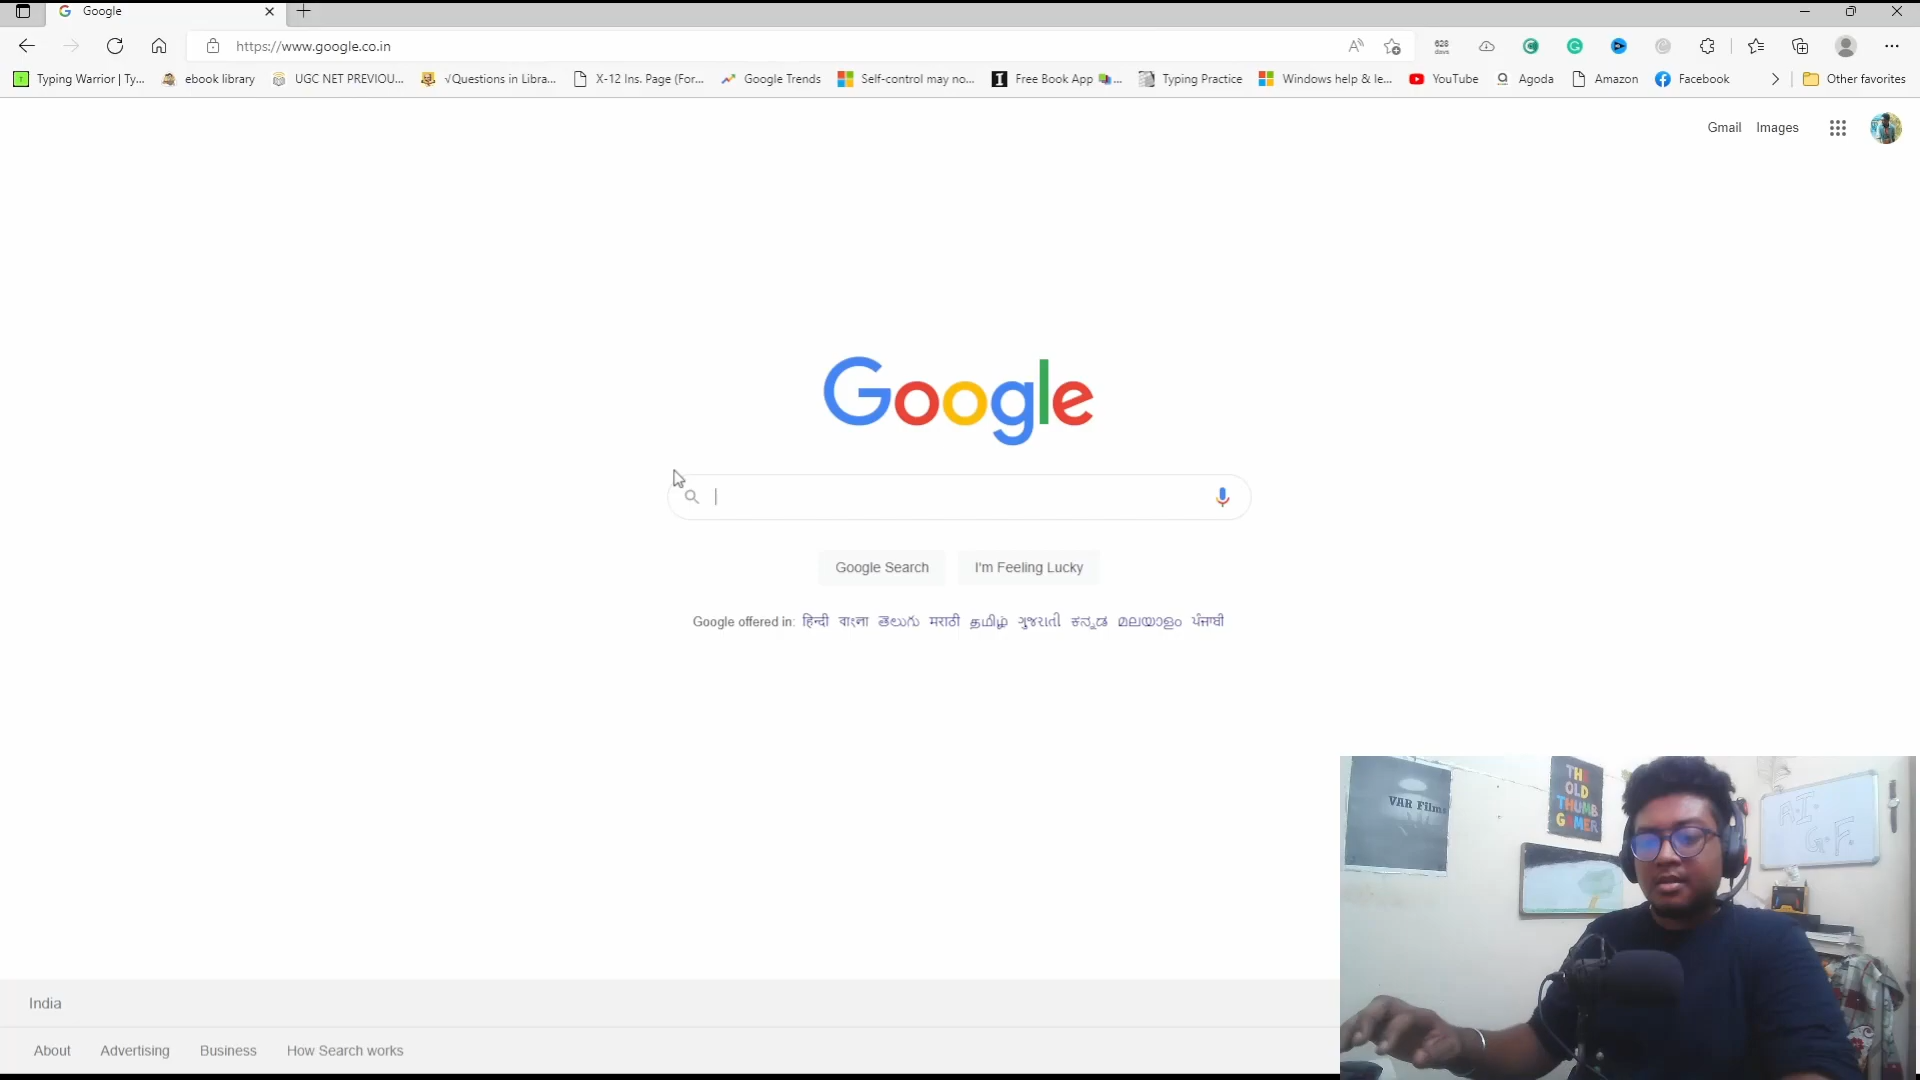 Google
https://www.google.co.in
628
days
Typing Warrior | Ty...
ebook library
UGC NET PREVIOU...
√Questions in Libra...
X-12 Ins. Page (For...
Google Trends
Self-control may no...
Free Book App
Typing Practice
Windows help & le...
YouTube
Agoda
Amazon
Facebook
Other favorites
Gmail
Images
Google
Google Search
I'm Feeling Lucky
Google offered in: हिन्दी বাংলা తెలుగు मराठी தமிழ் ગુજરાતી ಕನ್ನಡ മലയാളം ਪੰਜਾਬੀ
VAR Films
THE
OLD
THUMB
GAMER
A.I.
G.F.
India
About
Advertising
Business
How Search works